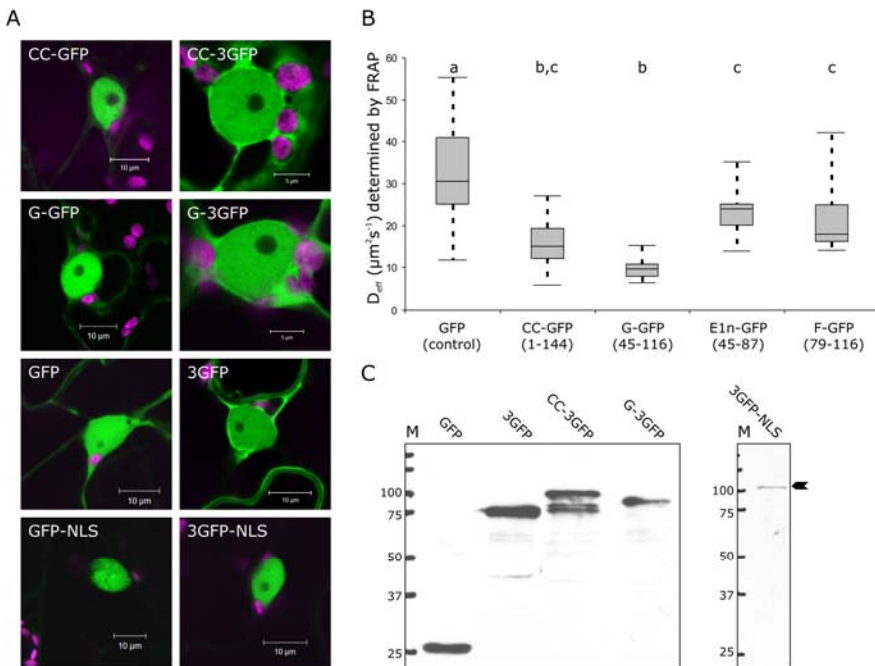 A
CC-GFP
CC-3GFP
10 µm
5 µm
G-GFP
G-3GFP
10 µm
5 µm
GFP
3GFP
10 µm
10 µm
GFP-NLS
3GFP-NLS
10 µm
10 µm
B
Deff (µm²s⁻¹) determined by FRAP
60
50
40
30
20
10
0
a
b,c
b
c
c
GFP
(control)
CC-GFP
(1-144)
G-GFP
(45-116)
E1n-GFP
(45-87)
F-GFP
(79-116)
C
M
GFP
3GFP
CC-3GFP
G-3GFP
100
75
50
37
25
M
3GFP-NLS
100
75
50
37
25